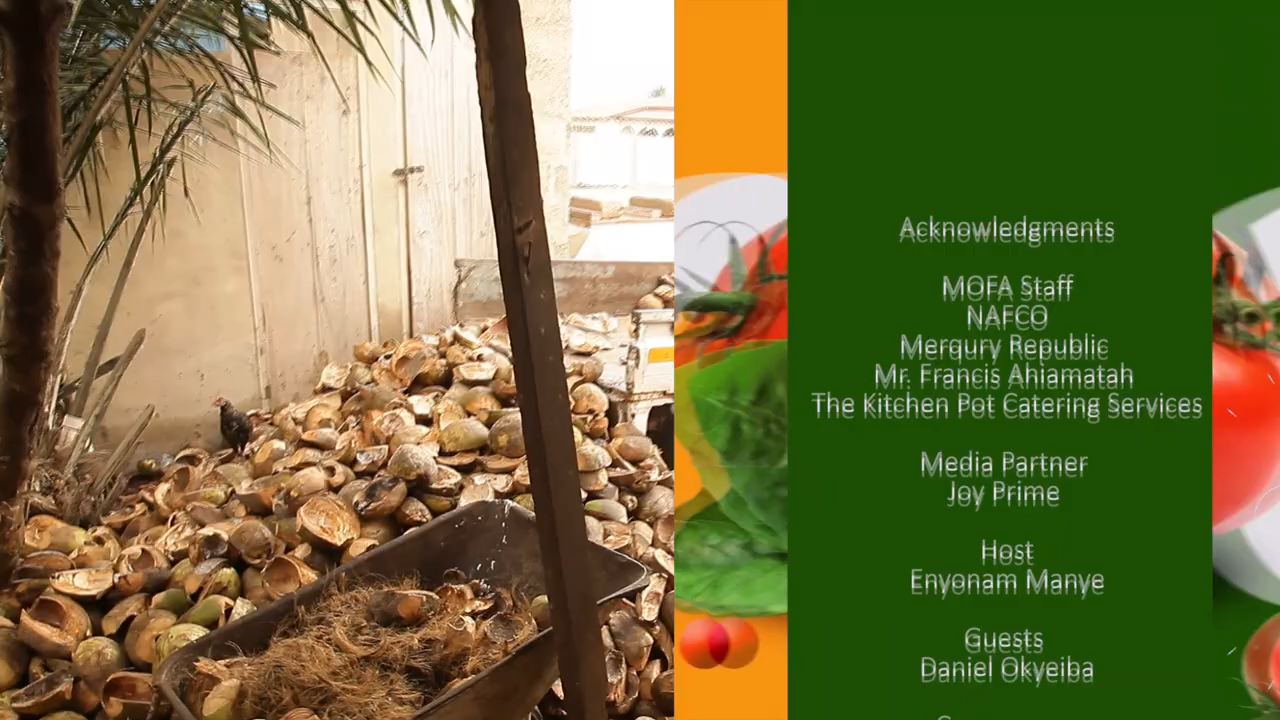 Acknowledgments
MOFA Staff
NAFCO
Merqury Republic
Mr. Francis Ahiamatah
The Kitchen Pot Catering Services
Media Partner
Joy Prime
Host
Enyonam Manye
Guests
Daniel Okyeiba